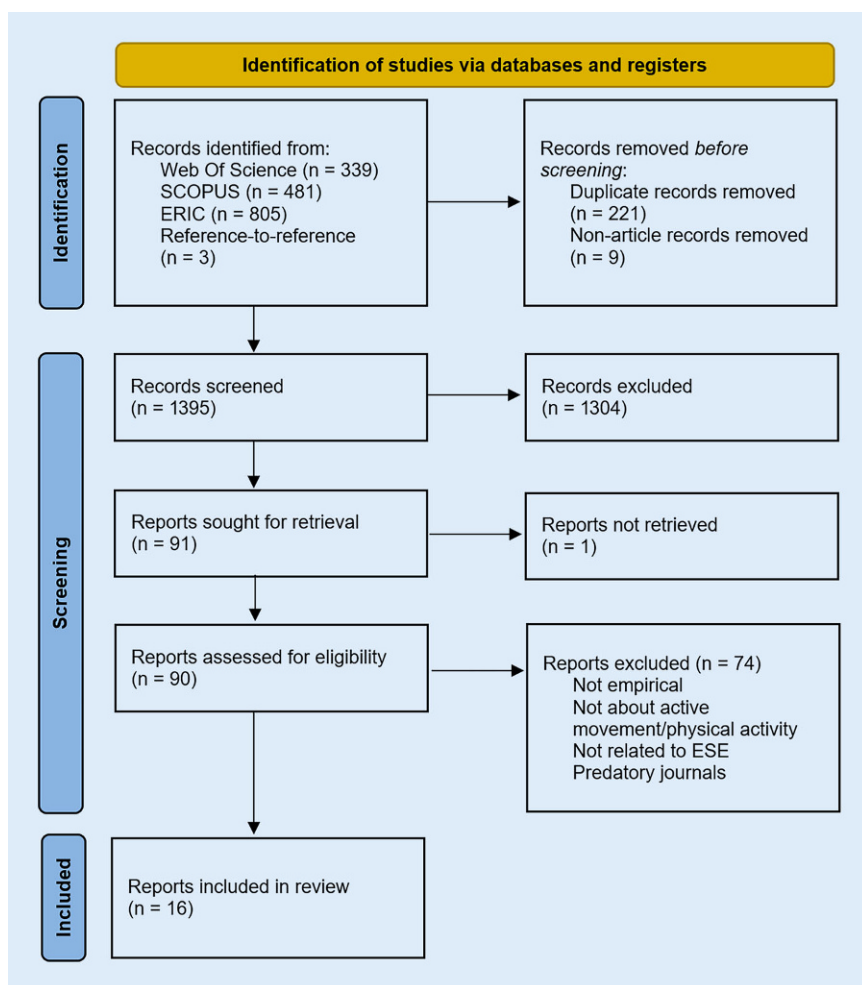 Identification of studies via databases and registers
Identification
Records identified from:
Web Of Science (n = 339)
SCOPUS (n = 481)
ERIC (n = 805)
Reference-to-reference
(n = 3)
Records removed before
screening:
Duplicate records removed
(n = 221)
Non-article records removed
(n = 9)
Screening
Records screened
(n = 1395)
Records excluded
(n = 1304)
Reports sought for retrieval
(n = 91)
Reports not retrieved
(n = 1)
Reports assessed for eligibility
(n = 90)
Reports excluded (n = 74)
Not empirical
Not about active
movement/physical activity
Not related to ESE
Predatory journals
Included
Reports included in review
(n = 16)